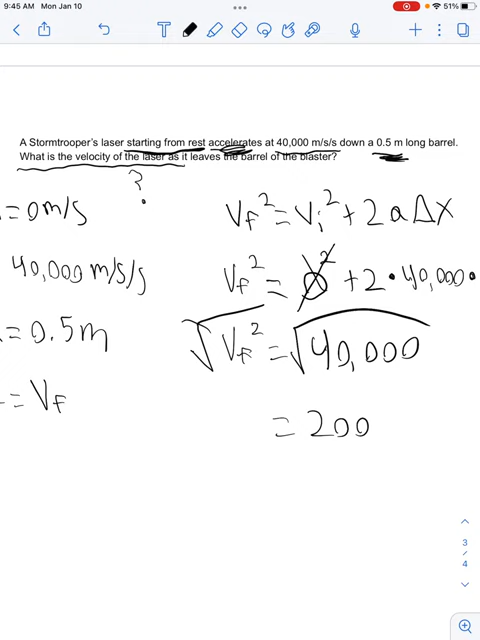 9:45 AM Mon Jan 10
51%
A Stormtrooper's laser starting from rest accelerates at 40,000 m/s/s down a 0.5 m long barrel.
What is the velocity of the laser as it leaves the barrel of the blaster?
?
= 0 m/s
Vf² = Vi² + 2aΔX
40,000 m/s/s
Vf² = 0² + 2 • 40,000 •
= 0.5m
√Vf² = √40,000
= Vf
= 200
3
/
4